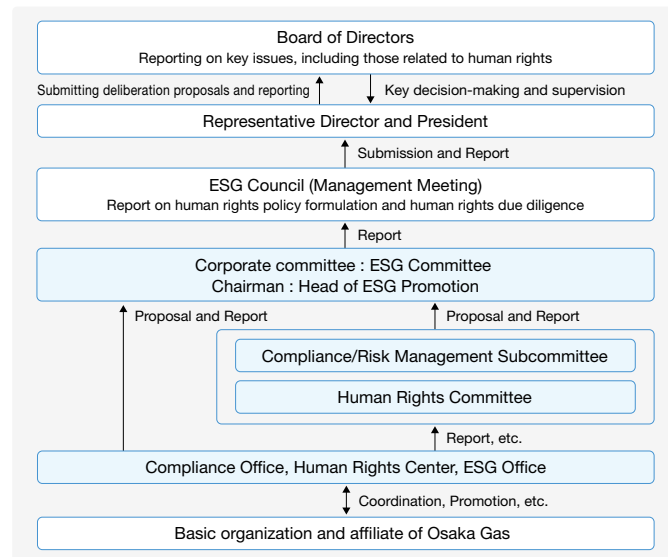 Board of Directors
Reporting on key issues, including those related to human rights
Submitting deliberation proposals and reporting
Key decision-making and supervision
Representative Director and President
Submission and Report
ESG Council (Management Meeting)
Report on human rights policy formulation and human rights due diligence
Report
Corporate committee : ESG Committee
Chairman : Head of ESG Promotion
Proposal and Report
Proposal and Report
Compliance/Risk Management Subcommittee
Human Rights Committee
Report, etc.
Compliance Office, Human Rights Center, ESG Office
Coordination, Promotion, etc.
Basic organization and affiliate of Osaka Gas